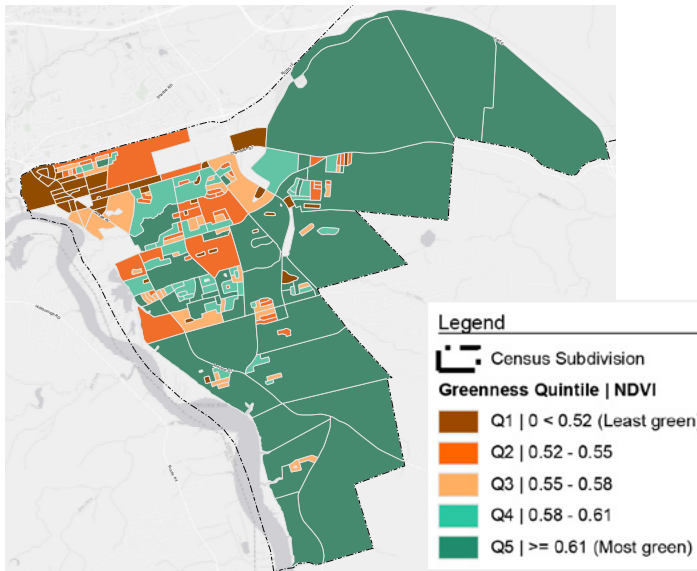 Legend
Census Subdivision
Greenness Quintile | NDVI
Q1 | 0 < 0.52 (Least green)
Q2 | 0.52 - 0.55
Q3 | 0.55 - 0.58
Q4 | 0.58 - 0.61
Q5 | >= 0.61 (Most green)